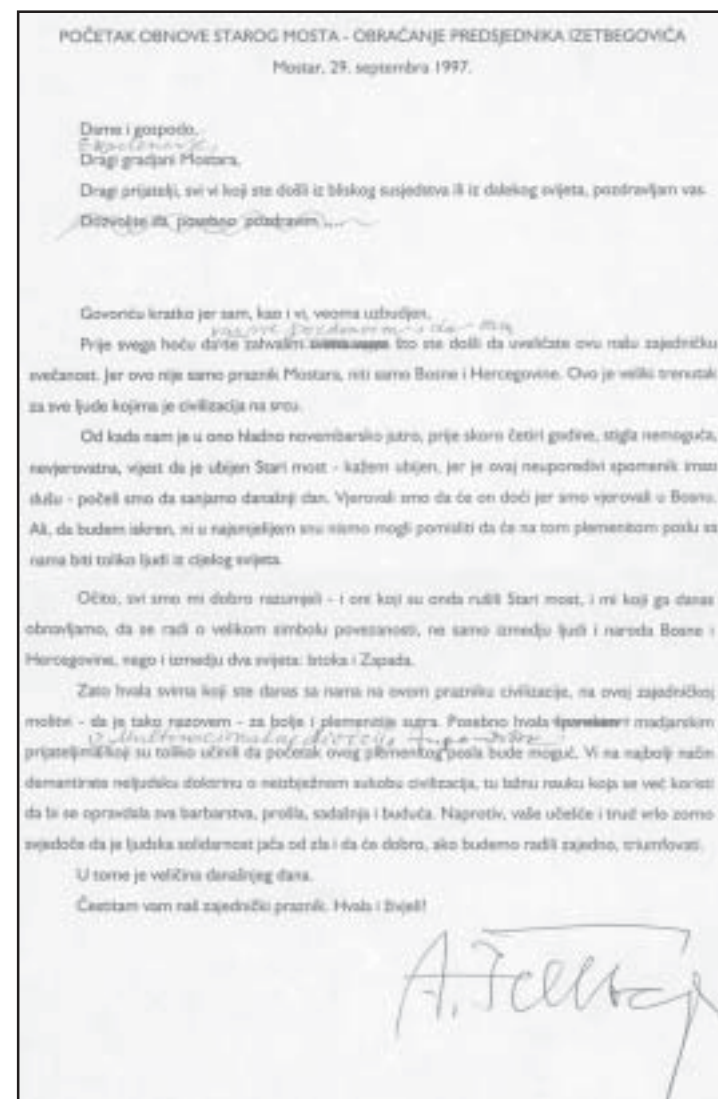 POČETAK OBNOVE STAROG MOSTA - OBRAĆANJE PREDSJEDNIKA IZETBEGOVIĆA
Mostar, 29. septembra 1997.
Dame i gospodo,
Ekselencije,
Dragi gradjani Mostara,
Dragi prijatelji, svi vi koji ste došli iz bliskog susjedstva ili iz dalekog svijeta, pozdravljam vas.
Dozvolite da posebno pozdravim ....
Govoriću kratko jer sam, kao i vi, veoma uzbudjen.
vas sve pozdravim i da vam
Prije svega hoću da se zahvalim što ste došli da uveličate ovu našu zajedničku
svečanost. Jer ovo nije samo praznik Mostara, niti samo Bosne i Hercegovine. Ovo je veliki trenutak
za sve ljude kojima je civilizacija na srcu.
Od kada nam je u ono hladno novembarsko jutro, prije skoro četiri godine, stigla nemoguća,
nevjerovatna, vijest da je ubijen Stari most - kažem ubijen, jer je ovaj neuporedivi spomenik imao
dušu - počeli smo da sanjamo današnji dan. Vjerovali smo da će on doći jer smo vjerovali u Bosnu.
Ali, da budem iskren, ni u najsmjelijem snu nismo mogli pomisliti da će na tom plemenitom poslu sa
nama biti toliko ljudi iz cijelog svijeta.
Očito, svi smo mi dobro razumjeli - i oni koji su onda rušili Stari most, i mi koji ga danas
obnavljamo, da se radi o velikom simbolu povezanosti, ne samo izmedju ljudi i naroda Bosne i
Hercegovine, nego i izmedju dva svijeta: Istoka i Zapada.
Zato hvala svima koji ste danas sa nama na ovom prazniku civilizacije, na ovoj zajedničkoj
molitvi - da je tako nazovem - za bolje i plemenitije sutra. Posebno hvala turskim i madjarskim
prijateljima koji su toliko učinili da početak ovog plemenitog posla bude moguć. Vi na najbolji način
demantirate neljudsku doktrinu o neizbježnom sukobu civilizacija, tu lažnu nauku koja se već koristi
da bi se opravdala sva barbarstva, prošla, sadašnja i buduća. Naprotiv, vaše učešće i trud vrlo zorno
svjedoče da je ljudska solidarnost jača od zla i da će dobro, ako budemo radili zajedno, triumfovati.
U tome je veličina današnjeg dana.
Čestitam vam naš zajednički praznik. Hvala i živjeli!